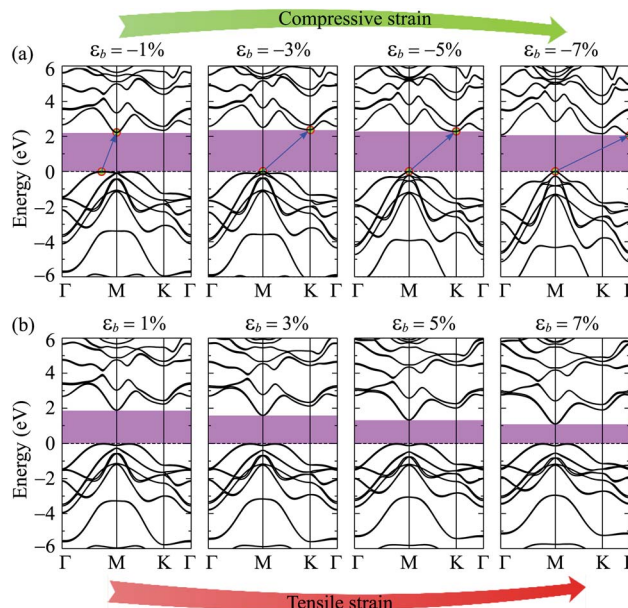 Compressive strain
εb = −1% εb = −3% εb = −5% εb = −7%
(a)
Energy (eV)
6
4
2
0
−2
−4
−6
Γ M K Γ Γ M K Γ Γ M K Γ Γ M K Γ
εb = 1% εb = 3% εb = 5% εb = 7%
(b)
Energy (eV)
6
4
2
0
−2
−4
−6
Γ M K Γ Γ M K Γ Γ M K Γ Γ M K Γ
Tensile strain